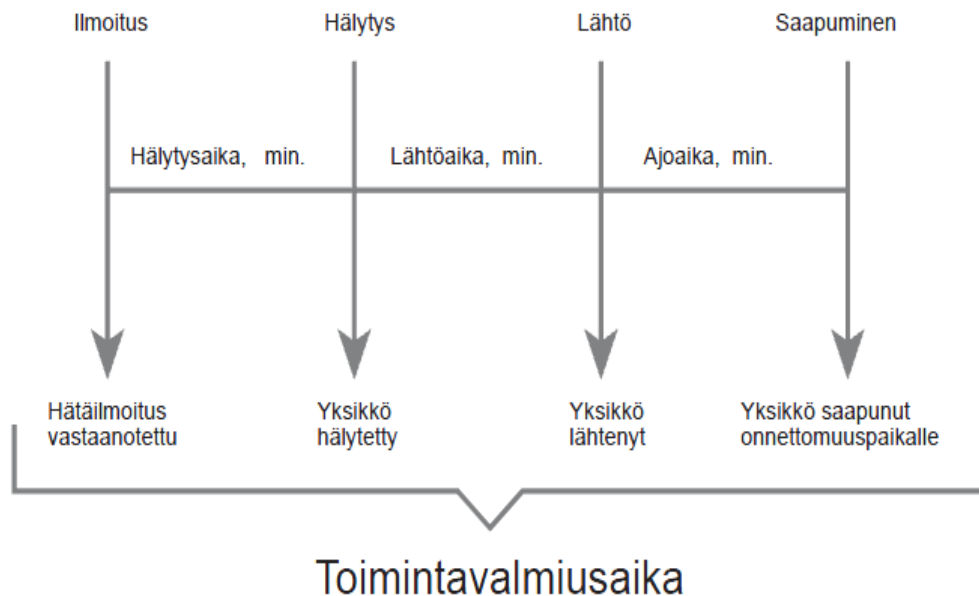 Ilmoitus
Hälytys
Lähtö
Saapuminen
Hälytysaika, min.
Lähtöaika, min.
Ajoaika, min.
Hätäilmoitus
vastaanotettu
Yksikkö
hälytetty
Yksikkö
lähtenyt
Yksikkö saapunut
onnettomuuspaikalle
Toimintavalmiusaika